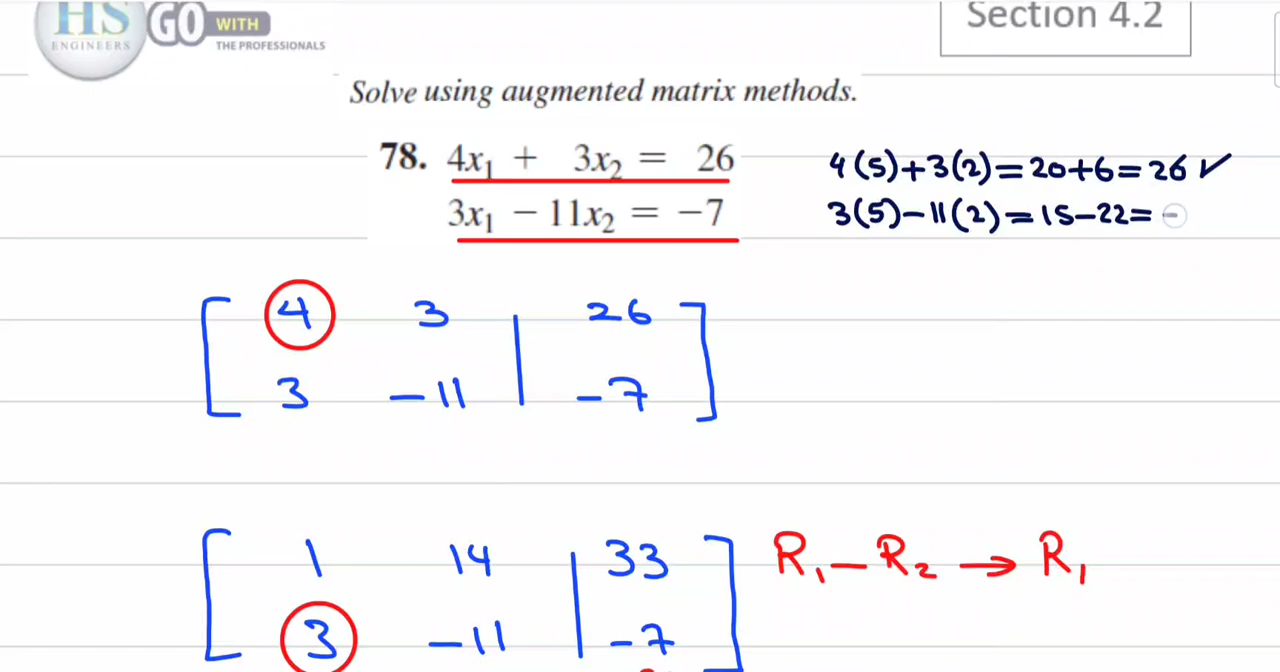 HS
ENGINEERS
GO WITH
THE PROFESSIONALS
Section 4.2
Solve using augmented matrix methods.
78. 4x₁ + 3x₂ = 26
3x₁ − 11x₂ = −7
4(5)+3(2)=20+6=26 ✓
3(5)−11(2)=15−22= −
4 3 | 26
3 −11 | −7
1 14 | 33 R₁ − R₂ → R₁
3 −11 | −7